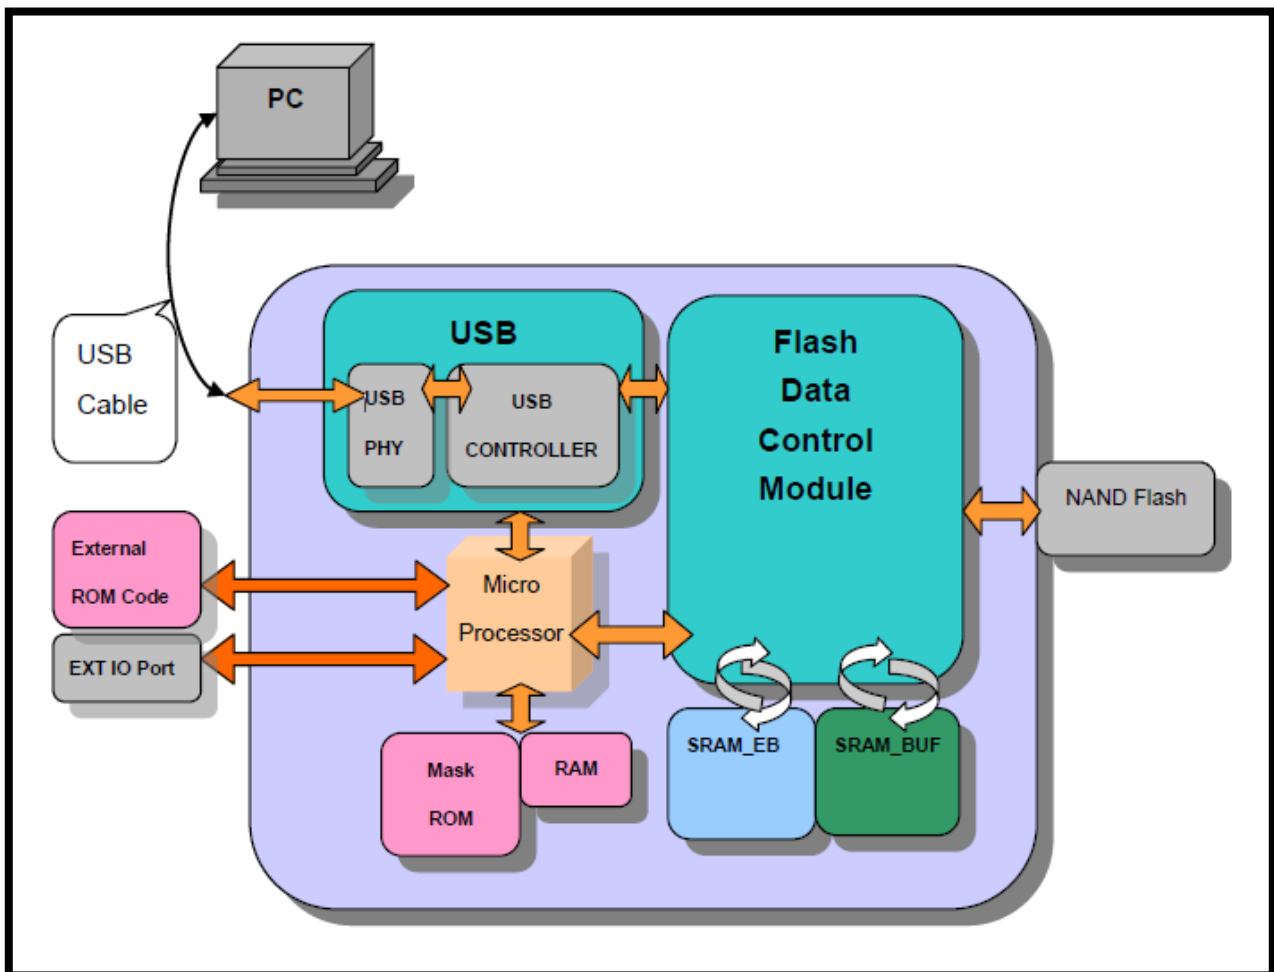 PC
USB
Cable
USB
USB
PHY
USB
CONTROLLER
Flash
Data
Control
Module
NAND Flash
External
ROM Code
EXT IO Port
Micro
Processor
Mask
ROM
RAM
SRAM_EB
SRAM_BUF